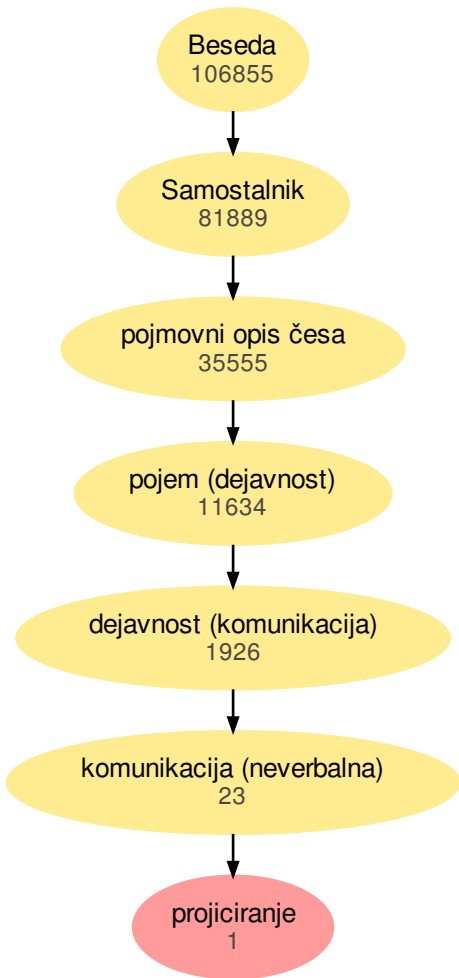 Beseda
106855
Samostalnik
81889
pojmovni opis česa
35555
pojem (dejavnost)
11634
dejavnost (komunikacija)
1926
komunikacija (neverbalna)
23
projiciranje
1